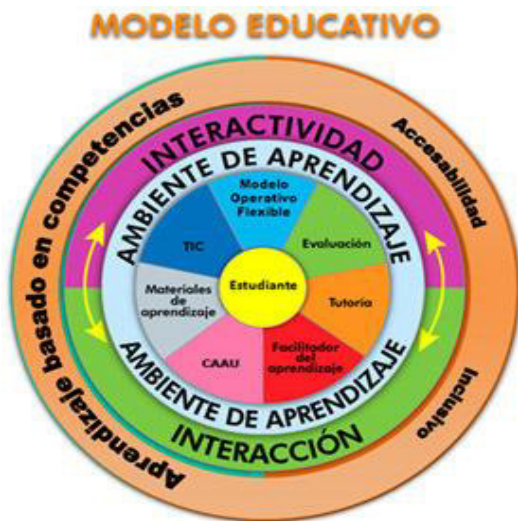 MODELO EDUCATIVO
Aprendizaje basado en competencias
Accesabilidad
Inclusivo
INTERACTIVIDAD
AMBIENTE DE APRENDIZAJE
Modelo
Operativo
Flexible
TIC
Evaluación
Estudiante
Materiales
de
aprendizaje
Tutoría
CAAU
Facilitador
del
aprendizaje
AMBIENTE DE APRENDIZAJE
INTERACCIÓN